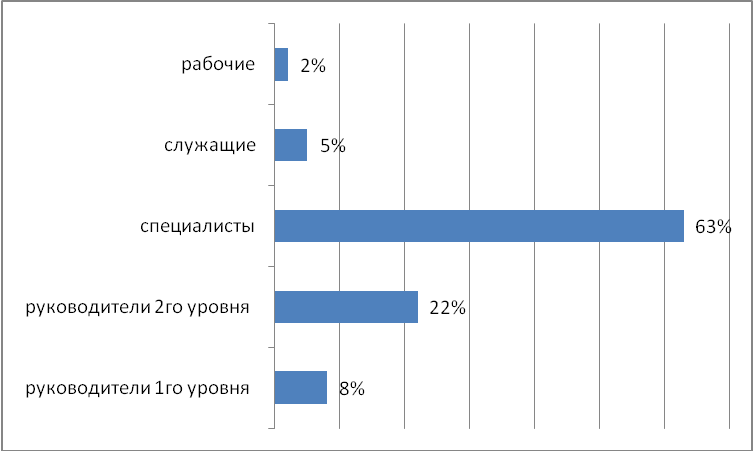 рабочие 2%
служащие 5%
специалисты 63%
руководители 2го уровня 22%
руководители 1го уровня 8%